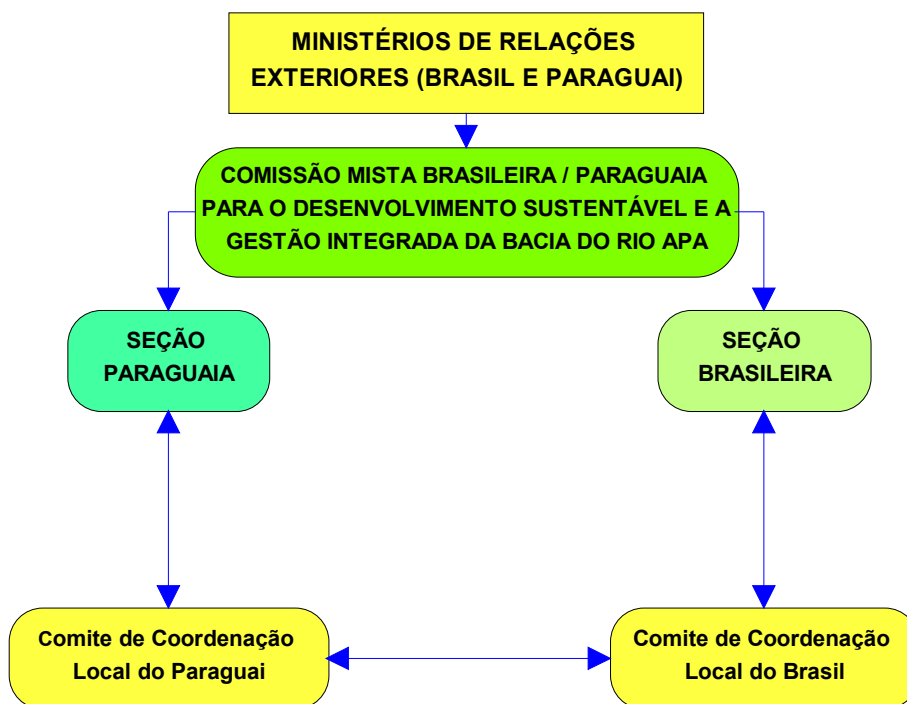 MINISTÉRIOS DE RELAÇÕES
EXTERIORES (BRASIL E PARAGUAI)
COMISSÃO MISTA BRASILEIRA / PARAGUAIA
PARA O DESENVOLVIMENTO SUSTENTÁVEL E A
GESTÃO INTEGRADA DA BACIA DO RIO APA
SEÇÃO
PARAGUAIA
SEÇÃO
BRASILEIRA
Comite de Coordenação
Local do Paraguai
Comite de Coordenação
Local do Brasil